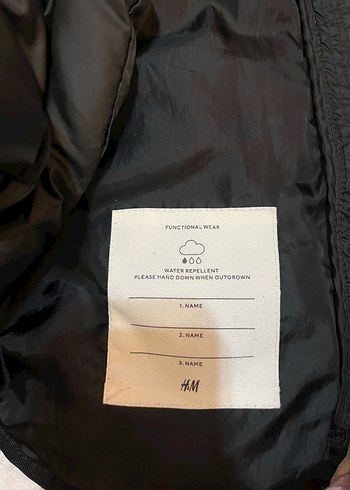 FUNCTIONAL WEAR
WATER REPELLENT
PLEASE HAND DOWN WHEN OUTGROWN
1. NAME
2. NAME
3. NAME
H&M